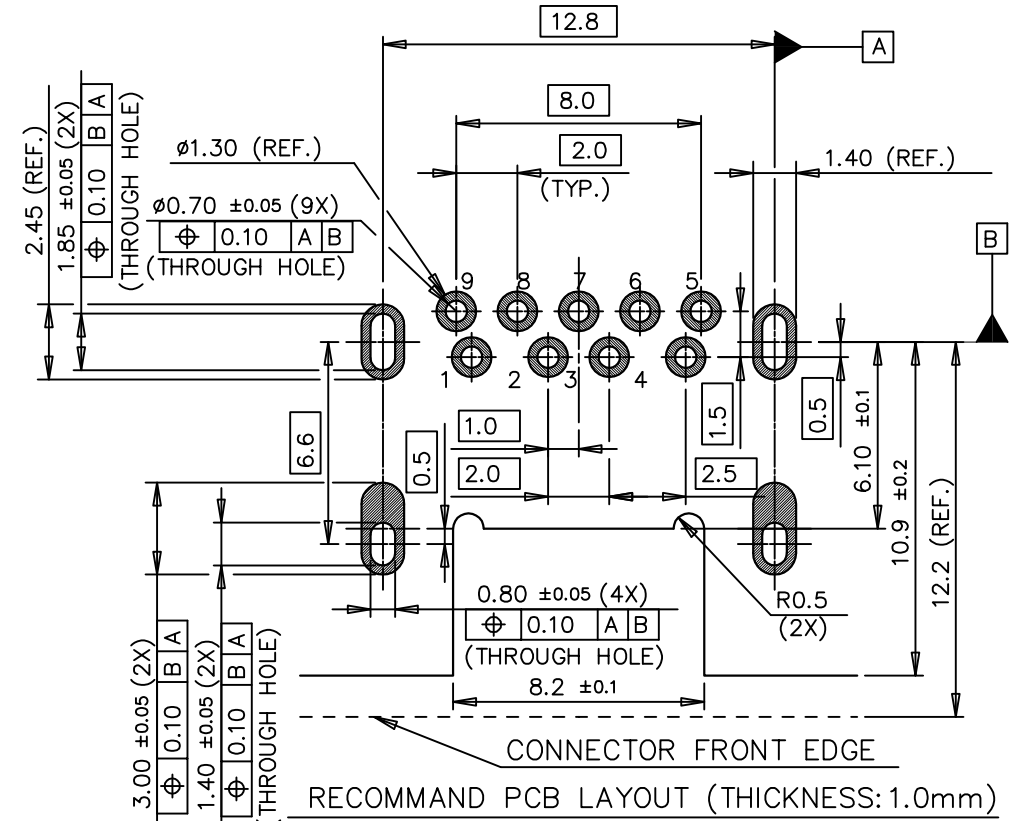 12.8
A
8.0
2.0
(TYP.)
ø1.30 (REF.)
1.40 (REF.)
ø0.70 ±0.05 (9X)
⌖ 0.10 A B
(THROUGH HOLE)
2.45 (REF.)
1.85 ±0.05 (2X)
⌖ 0.10 B A
(THROUGH HOLE)
B
9 8 7 6 5
1 2 3 4
6.6
0.5
1.0
2.0
2.5
1.5
0.5
6.10 ±0.1
10.9 ±0.2
12.2 (REF.)
0.80 ±0.05 (4X)
⌖ 0.10 A B
(THROUGH HOLE)
R0.5
(2X)
8.2 ±0.1
3.00 ±0.05 (2X)
⌖ 0.10 B A
1.40 ±0.05 (2X)
⌖ 0.10 B A
(THROUGH HOLE)
CONNECTOR FRONT EDGE
RECOMMAND PCB LAYOUT (THICKNESS:1.0mm)